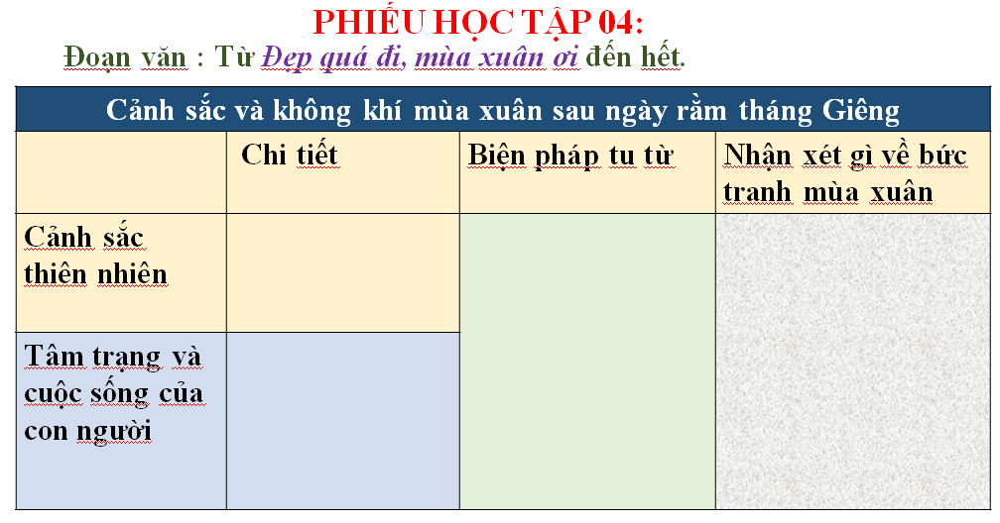 PHIẾU HỌC TẬP 04:
Đoạn văn : Từ Đẹp quá đi, mùa xuân ơi đến hết.
Cảnh sắc và không khí mùa xuân sau ngày rằm tháng Giêng
Chi tiết
Biện pháp tu từ
Nhận xét gì về bức
tranh mùa xuân
Cảnh sắc
thiên nhiên
Tâm trạng và
cuộc sống của
con người